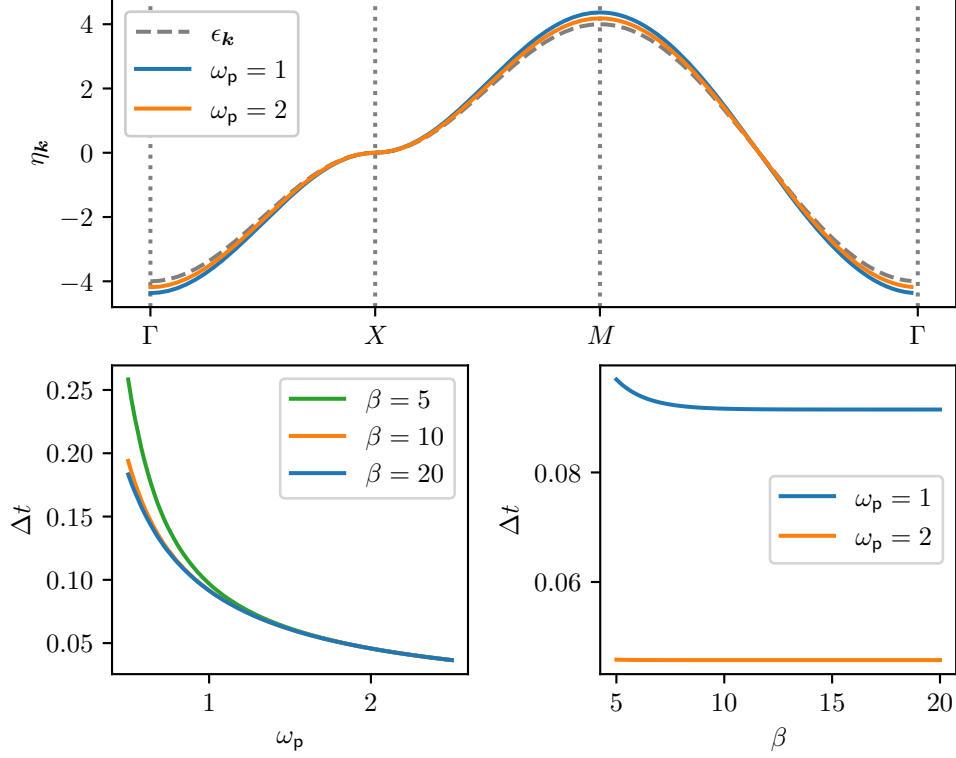 4
2
0
−2
−4
η𝒌
ϵ𝒌
ωp = 1
ωp = 2
Γ X M Γ
0.25
0.20
0.15
0.10
0.05
Δt
β = 5
β = 10
β = 20
1 2
ωp
0.08
0.06
Δt
ωp = 1
ωp = 2
5 10 15 20
β